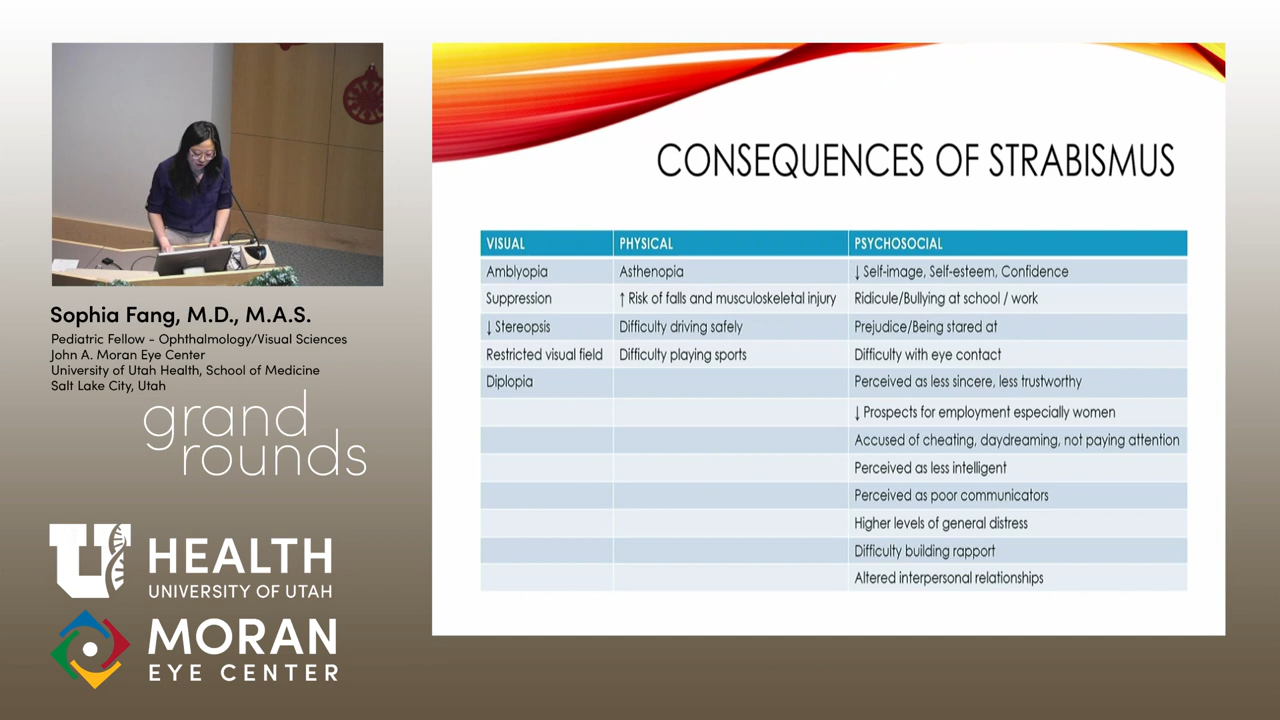 Sophia Fang, M.D., M.A.S.
Pediatric Fellow - Ophthalmology/Visual Sciences
John A. Moran Eye Center
University of Utah Health, School of Medicine
Salt Lake City, Utah
grand
rounds
U HEALTH
UNIVERSITY OF UTAH
MORAN
EYE CENTER
CONSEQUENCES OF STRABISMUS
VISUAL PHYSICAL PSYCHOSOCIAL
Amblyopia Asthenopia ↓ Self-image, Self-esteem, Confidence
Suppression ↑ Risk of falls and musculoskeletal injury Ridicule/Bullying at school / work
↓ Stereopsis Difficulty driving safely Prejudice/Being stared at
Restricted visual field Difficulty playing sports Difficulty with eye contact
Diplopia Perceived as less sincere, less trustworthy
↓ Prospects for employment especially women
Accused of cheating, daydreaming, not paying attention
Perceived as less intelligent
Perceived as poor communicators
Higher levels of general distress
Difficulty building rapport
Altered interpersonal relationships